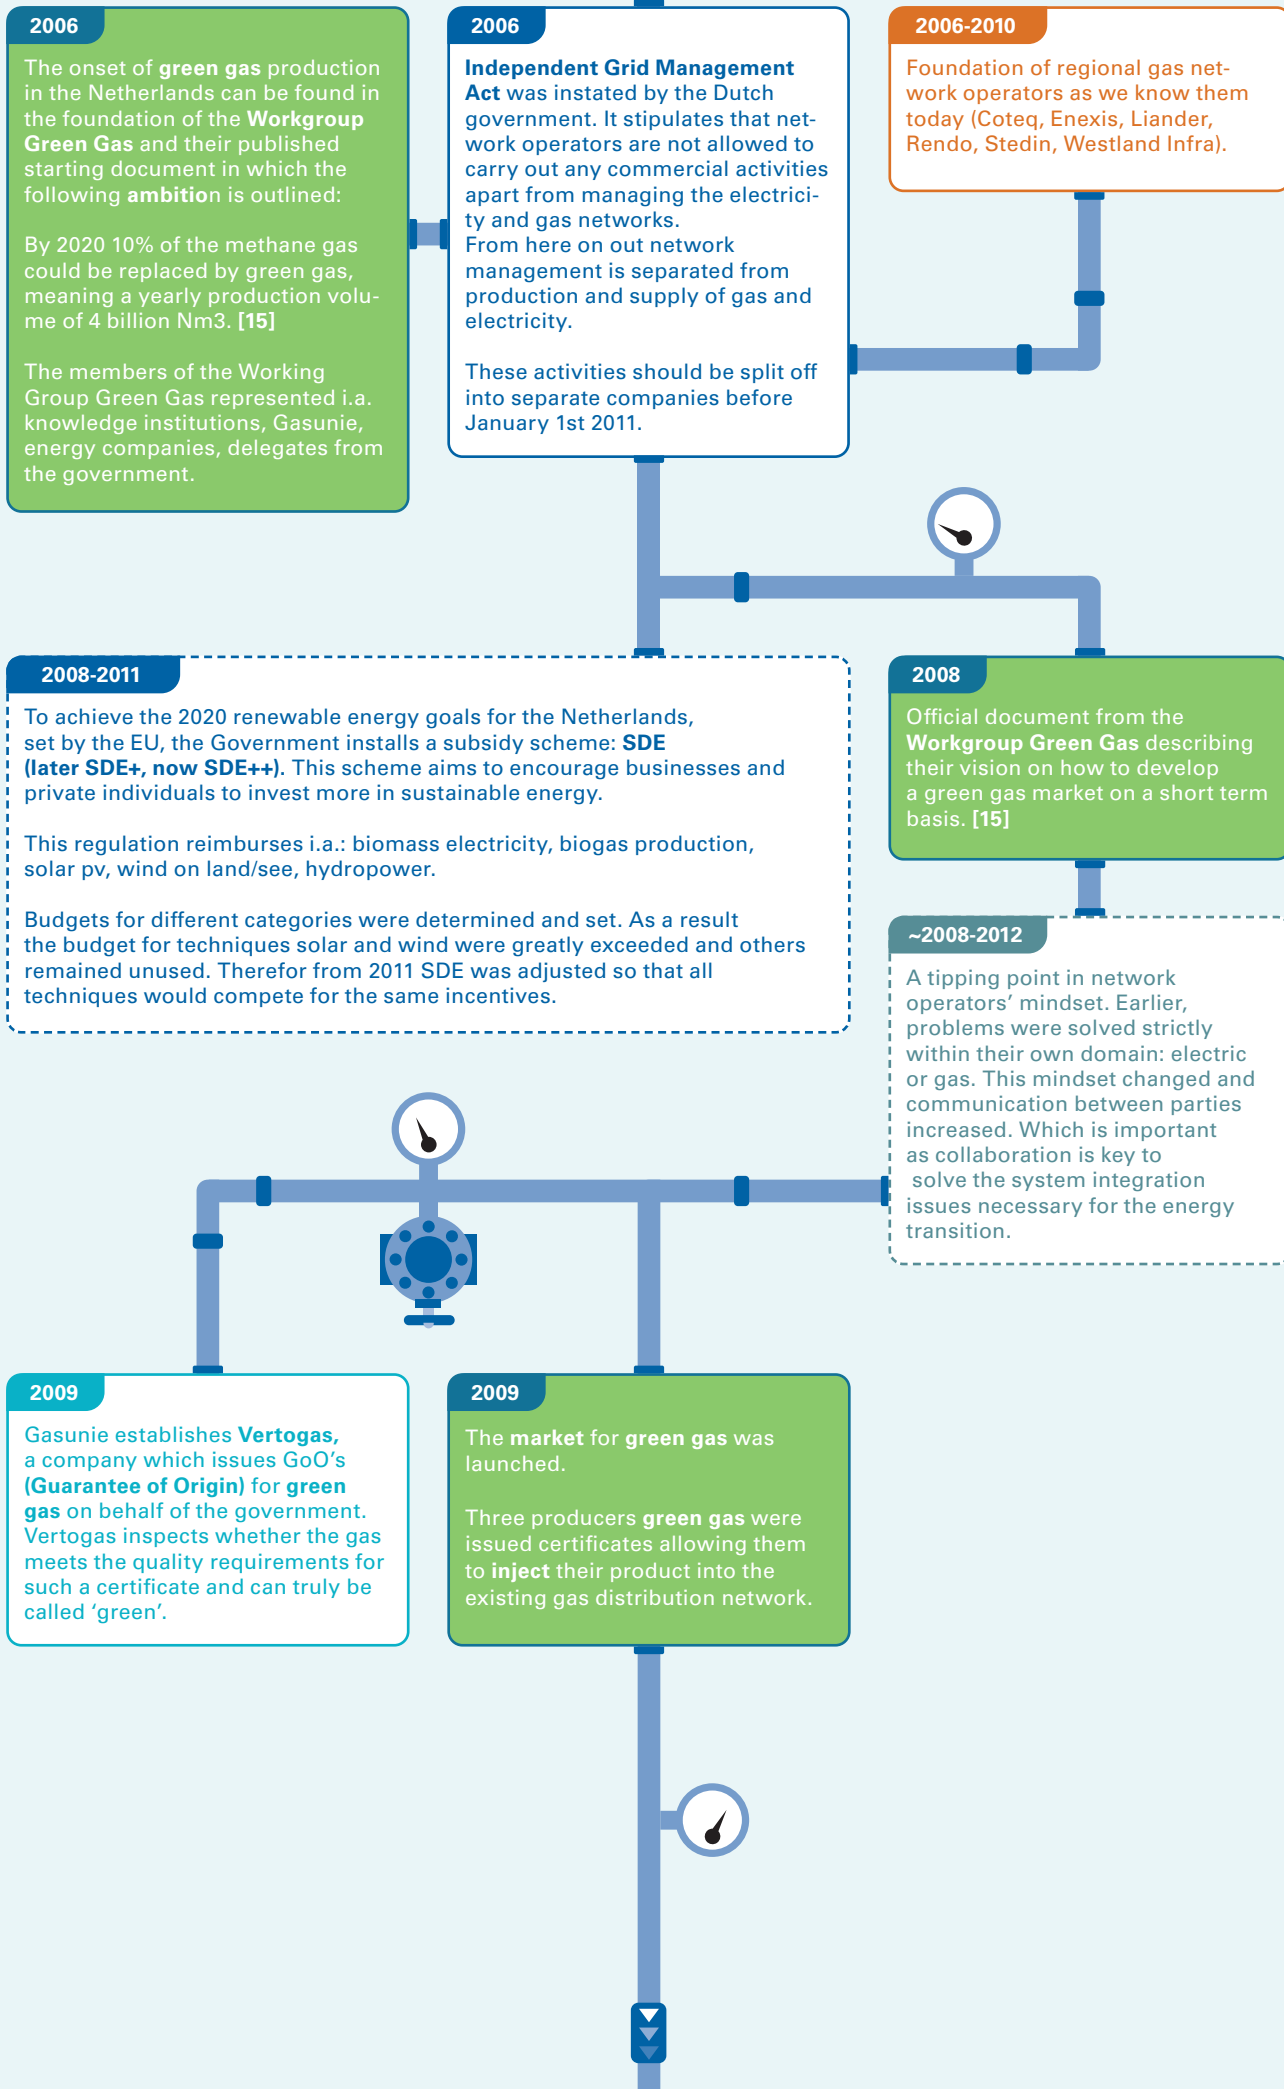 2006
The onset of green gas production
in the Netherlands can be found in
the foundation of the Workgroup
Green Gas and their published
starting document in which the
following ambition is outlined:
By 2020 10% of the methane gas
could be replaced by green gas,
meaning a yearly production volu-
me of 4 billion Nm3. [15]
The members of the Working
Group Green Gas represented i.a.
knowledge institutions, Gasunie,
energy companies, delegates from
the government.
2006
Independent Grid Management
Act was instated by the Dutch
government. It stipulates that net-
work operators are not allowed to
carry out any commercial activities
apart from managing the electrici-
ty and gas networks.
From here on out network
management is separated from
production and supply of gas and
electricity.
These activities should be split off
into separate companies before
January 1st 2011.
2006-2010
Foundation of regional gas net-
work operators as we know them
today (Coteq, Enexis, Liander,
Rendo, Stedin, Westland Infra).
2008-2011
To achieve the 2020 renewable energy goals for the Netherlands,
set by the EU, the Government installs a subsidy scheme: SDE
(later SDE+, now SDE++). This scheme aims to encourage businesses and
private individuals to invest more in sustainable energy.
This regulation reimburses i.a.: biomass electricity, biogas production,
solar pv, wind on land/see, hydropower.
Budgets for different categories were determined and set. As a result
the budget for techniques solar and wind were greatly exceeded and others
remained unused. Therefor from 2011 SDE was adjusted so that all
techniques would compete for the same incentives.
2008
Official document from the
Workgroup Green Gas describing
their vision on how to develop
a green gas market on a short term
basis. [15]
~2008-2012
A tipping point in network
operators’ mindset. Earlier,
problems were solved strictly
within their own domain: electric
or gas. This mindset changed and
communication between parties
increased. Which is important
as collaboration is key to
solve the system integration
issues necessary for the energy
transition.
2009
Gasunie establishes Vertogas,
a company which issues GoO’s
(Guarantee of Origin) for green
gas on behalf of the government.
Vertogas inspects whether the gas
meets the quality requirements for
such a certificate and can truly be
called ‘green’.
2009
The market for green gas was
launched.
Three producers green gas were
issued certificates allowing them
to inject their product into the
existing gas distribution network.